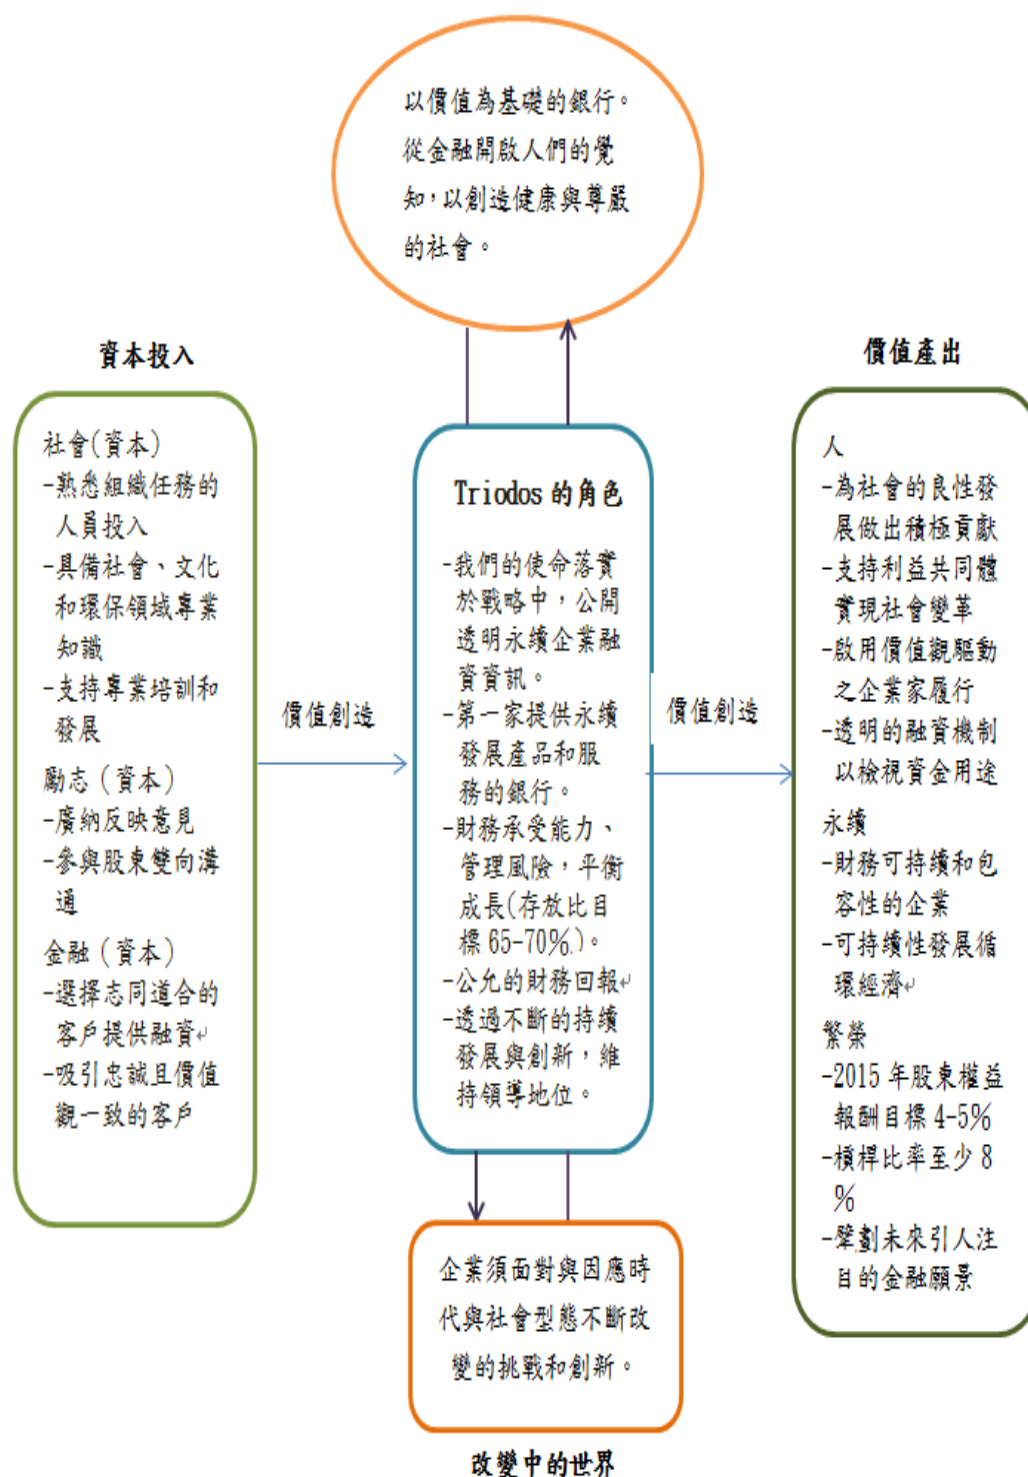 以價值為基礎的銀行。
從金融開啟人們的覺
知，以創造健康與尊嚴
的社會。
資本投入
社會(資本)
-熟悉組織任務的
人員投入
-具備社會、文化
和環保領域專業
知識
-支持專業培訓和
發展
勵志（資本）
-廣納反映意見
-參與股東雙向溝
通
金融（資本）
-選擇志同道合的
客戶提供融資↵
-吸引忠誠且價值
觀一致的客戶
價值創造
Triodos 的角色
-我們的使命落實
於戰略中，公開
透明永續企業融
資資訊。
-第一家提供永續
發展產品和服
務的銀行。
-財務承受能力、
管理風險，平衡
成長(存放比目
標 65-70%)。
-公允的財務回報↵
-透過不斷的持續
發展與創新，維
持領導地位。
價值創造
價值產出
人
-為社會的良性發
展做出積極貢獻
-支持利益共同體
實現社會變革
-啟用價值觀驅動
之企業家履行
-透明的融資機制
以檢視資金用途
永續
-財務可持續和包
容性的企業
-可持續性發展循
環經濟↵
繁榮
-2015 年股東權益
報酬目標 4-5%
-槓桿比率至少 8
%
-擘劃未來引人注
目的金融願景
企業須面對與因應時
代與社會型態不斷改
變的挑戰和創新。
改變中的世界